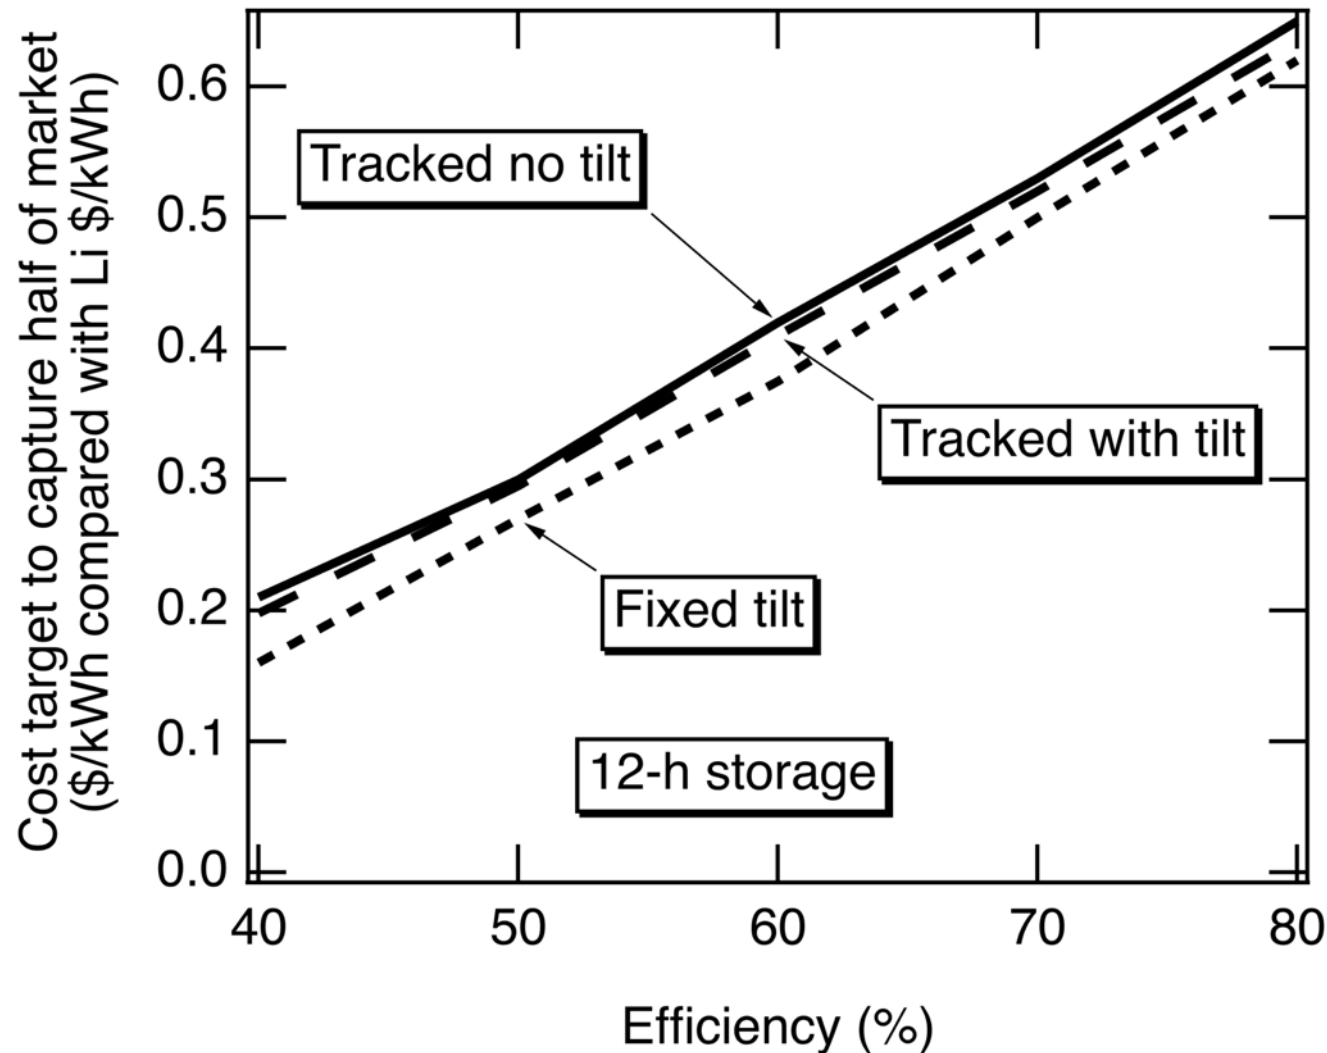 Cost target to capture half of market
($/kWh compared with Li $/kWh)
0.6
0.5
0.4
0.3
0.2
0.1
0.0
Tracked no tilt
Tracked with tilt
Fixed tilt
12-h storage
40 50 60 70 80
Efficiency (%)